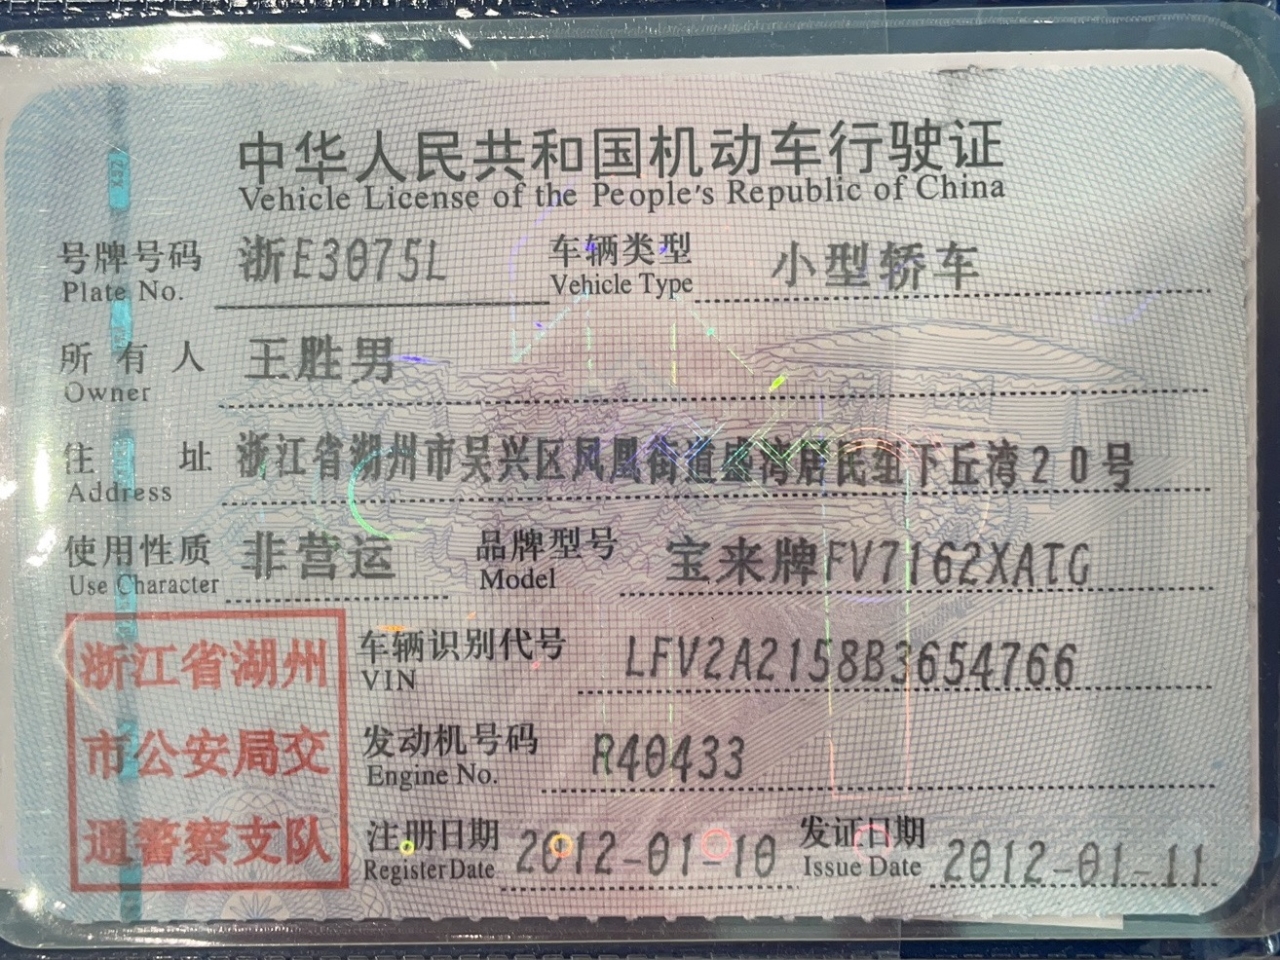 中华人民共和国机动车行驶证
Vehicle License of the People's Republic of China
号牌号码 浙E3075L 车辆类型 小型轿车
Plate No. Vehicle Type
所有人 王胜男
Owner
住址 浙江省湖州市吴兴区凤凰街道盛湾居民组下丘湾20号
Address
使用性质 非营运 品牌型号 宝来牌FV7162XATG
Use Character Model
浙江省湖州
市公安局交
通警察支队
车辆识别代号 LFV2A2158B3654766
VIN
发动机号码 R40433
Engine No.
注册日期 2012-01-10 发证日期 2012-01-11
Register Date Issue Date